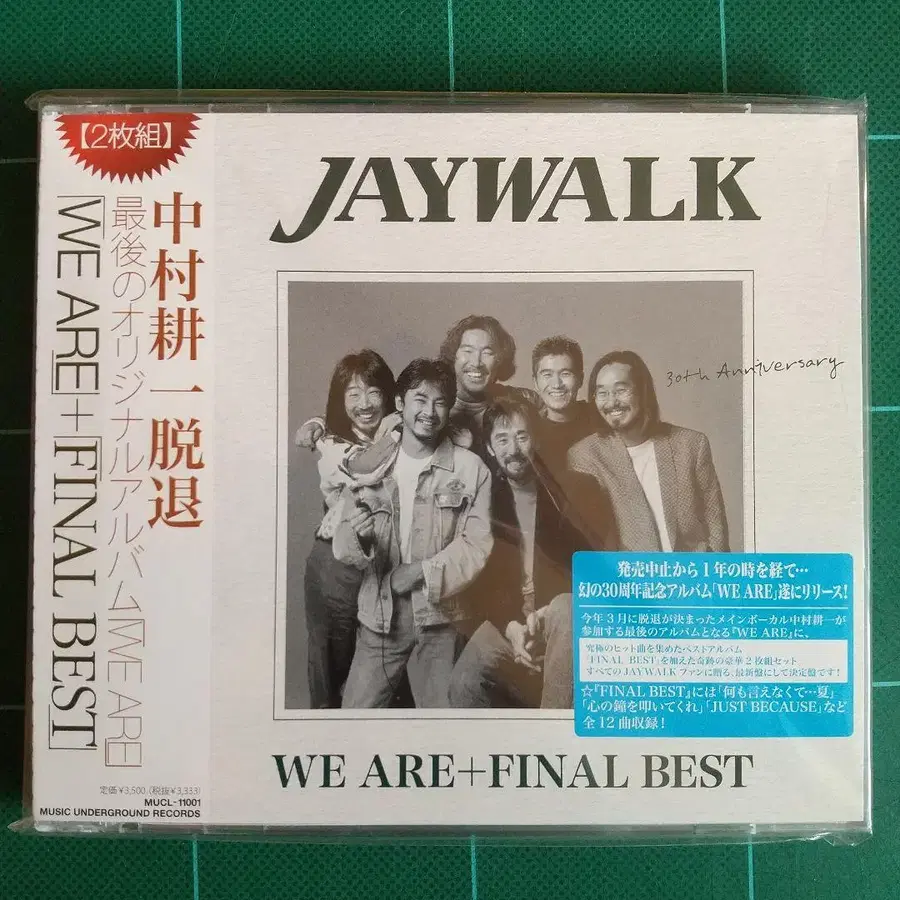 【2枚組】
中村耕一脱退
最後のオリジナルアルバム「WE ARE」
「WE ARE」+「FINAL BEST」
定価¥3,500(税抜¥3,333)
MUCL-11001
MUSIC UNDERGROUND RECORDS
JAYWALK
30th Anniversary
発売中止から1年の時を経て…
幻の30周年記念アルバム「WE ARE」遂にリリース!
今年3月に脱退が決まったメインボーカル中村耕一が
参加する最後のアルバムとなる『WE ARE』に、
究極のヒット曲を集めたベストアルバム
「FINAL BEST」を加えた奇跡の豪華2枚組セット
すべてのJAYWALKファンに贈る、最新盤にして決定盤です!
☆『FINAL BEST』には「何も言えなくて…夏」
「心の鐘を叩いてくれ」「JUST BECAUSE」など
全12曲収録!
WE ARE+FINAL BEST